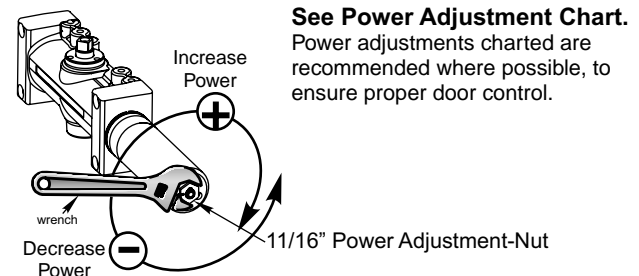 See Power Adjustment Chart.
Power adjustments charted are
recommended where possible, to
ensure proper door control.
Increase
Power
+
wrench
11/16” Power Adjustment-Nut
Decrease
Power
−